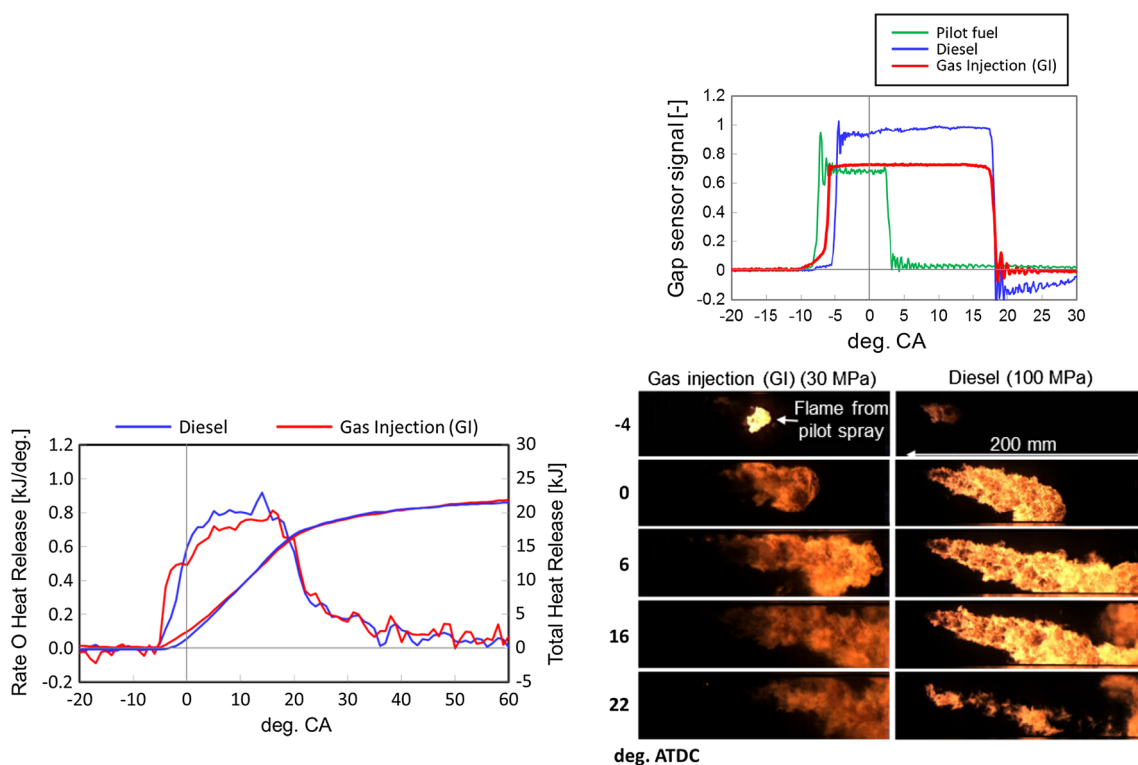 Pilot fuel
Diesel
Gas Injection (GI)
1.2
1
0.8
0.6
0.4
0.2
0
-0.2
Gap sensor signal [-]
-20 -15 -10 -5 0 5 10 15 20 25 30
deg. CA
Gas injection (GI) (30 MPa) Diesel (100 MPa)
-4
Flame from
pilot spray
200 mm
0
6
16
22
deg. ATDC
Diesel Gas Injection (GI)
1.2
1.0
0.8
0.6
0.4
0.2
0.0
-0.2
Rate O Heat Release [kJ/deg.]
30
25
20
15
10
5
0
-5
Total Heat Release [kJ]
-20 -10 0 10 20 30 40 50 60
deg. CA